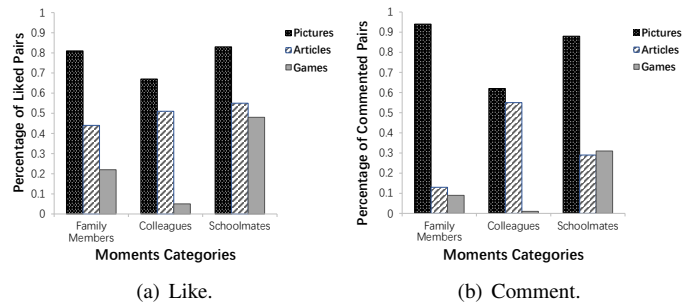 Percentage of Liked Pairs
1
0.9
0.8
0.7
0.6
0.5
0.4
0.3
0.2
0.1
0
Pictures
Articles
Games
Family
Members
Colleagues
Schoolmates
Moments Categories
(a) Like.
Percentage of Commented Pairs
1
0.9
0.8
0.7
0.6
0.5
0.4
0.3
0.2
0.1
0
Pictures
Articles
Games
Family
Members
Colleagues
Schoolmates
Moments Categories
(b) Comment.